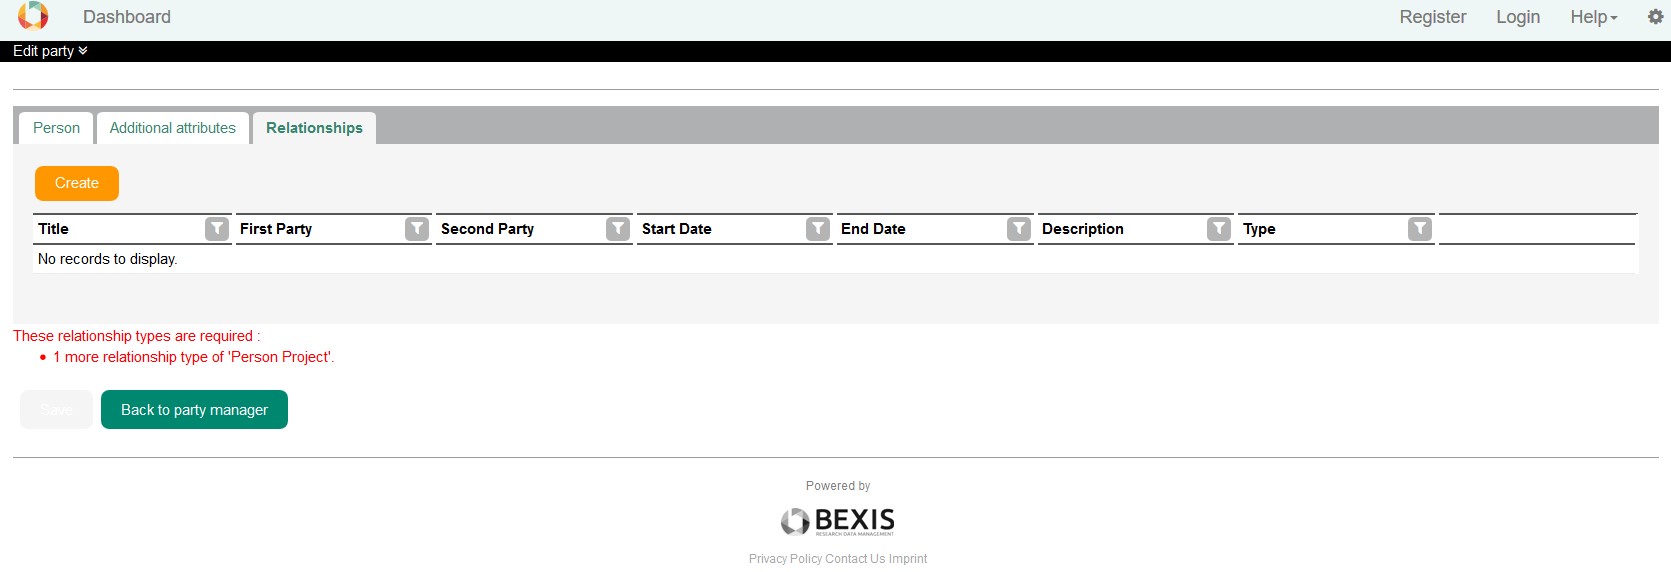 Dashboard Register Login Help
Edit party
Person Additional attributes Relationships
Create
Title First Party Second Party Start Date End Date Description Type
No records to display.
These relationship types are required :
• 1 more relationship type of 'Person Project'.
Save Back to party manager
Powered by
BEXIS
RESEARCH DATA MANAGEMENT
Privacy Policy Contact Us Imprint